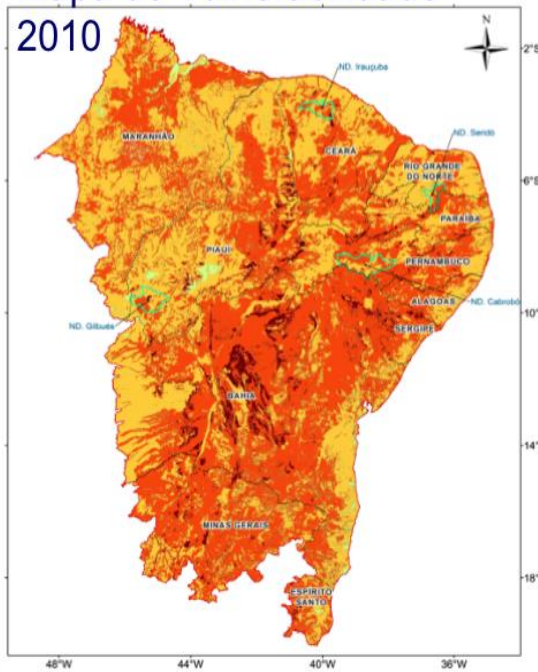 2010
N
2°S
ND. Irauçuba
MARANHÃO
CEARÁ
ND. Seridó
RIO GRANDE
DO NORTE
6°S
PARAÍBA
PIAUÍ
PERNAMBUCO
ALAGOAS
ND. Cabrobó
ND. Gilbués
SERGIPE
10°
BAHIA
14°
MINAS GERAIS
18°
ESPÍRITO
SANTO
48°W
44°W
40°W
36°W